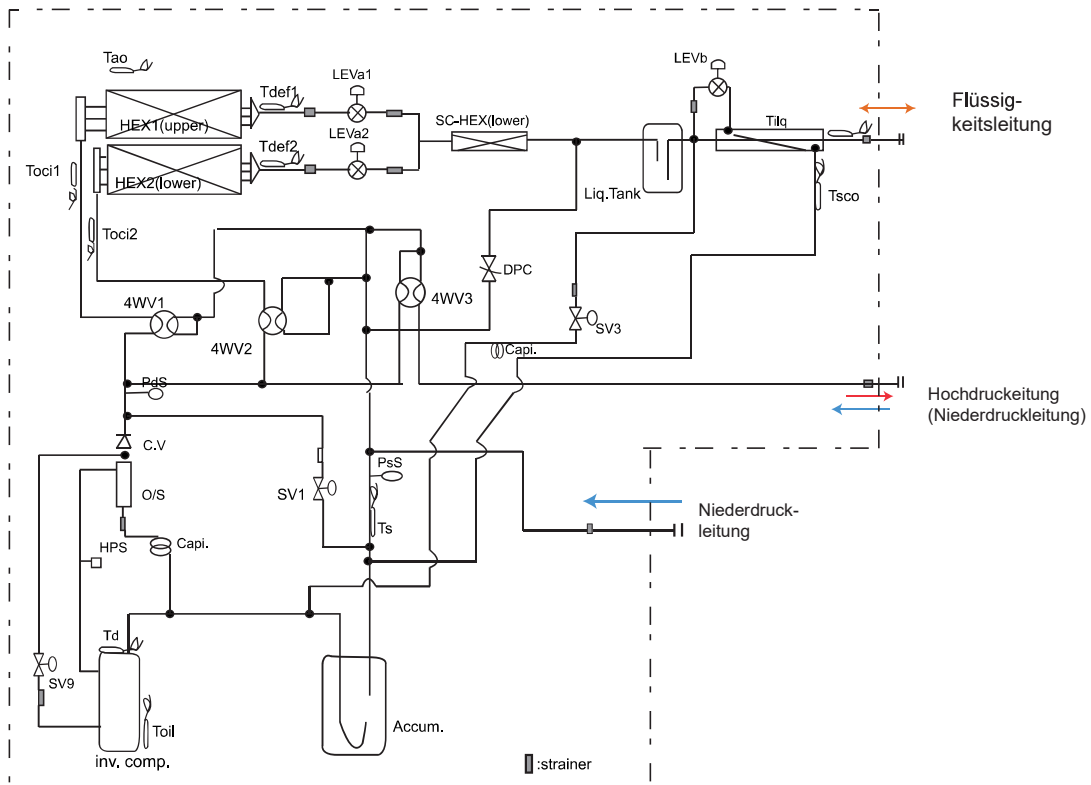 Tao
LEVa1
LEVb
Tdef1
HEX1(upper)
LEVa2
SC-HEX(lower)
Tilq
Flüssig-
keitsleitung
Tdef2
HEX2(lower)
Toci1
Liq.Tank
Tsco
Toci2
DPC
4WV1
4WV3
4WV2
SV3
Capi.
PdS
Hochdruckeitung
(Niederdruckleitung)
C.V
PsS
O/S
SV1
Niederdruck-
leitung
Ts
HPS
Capi.
Td
SV9
Toil
Accum.
inv. comp.
:strainer